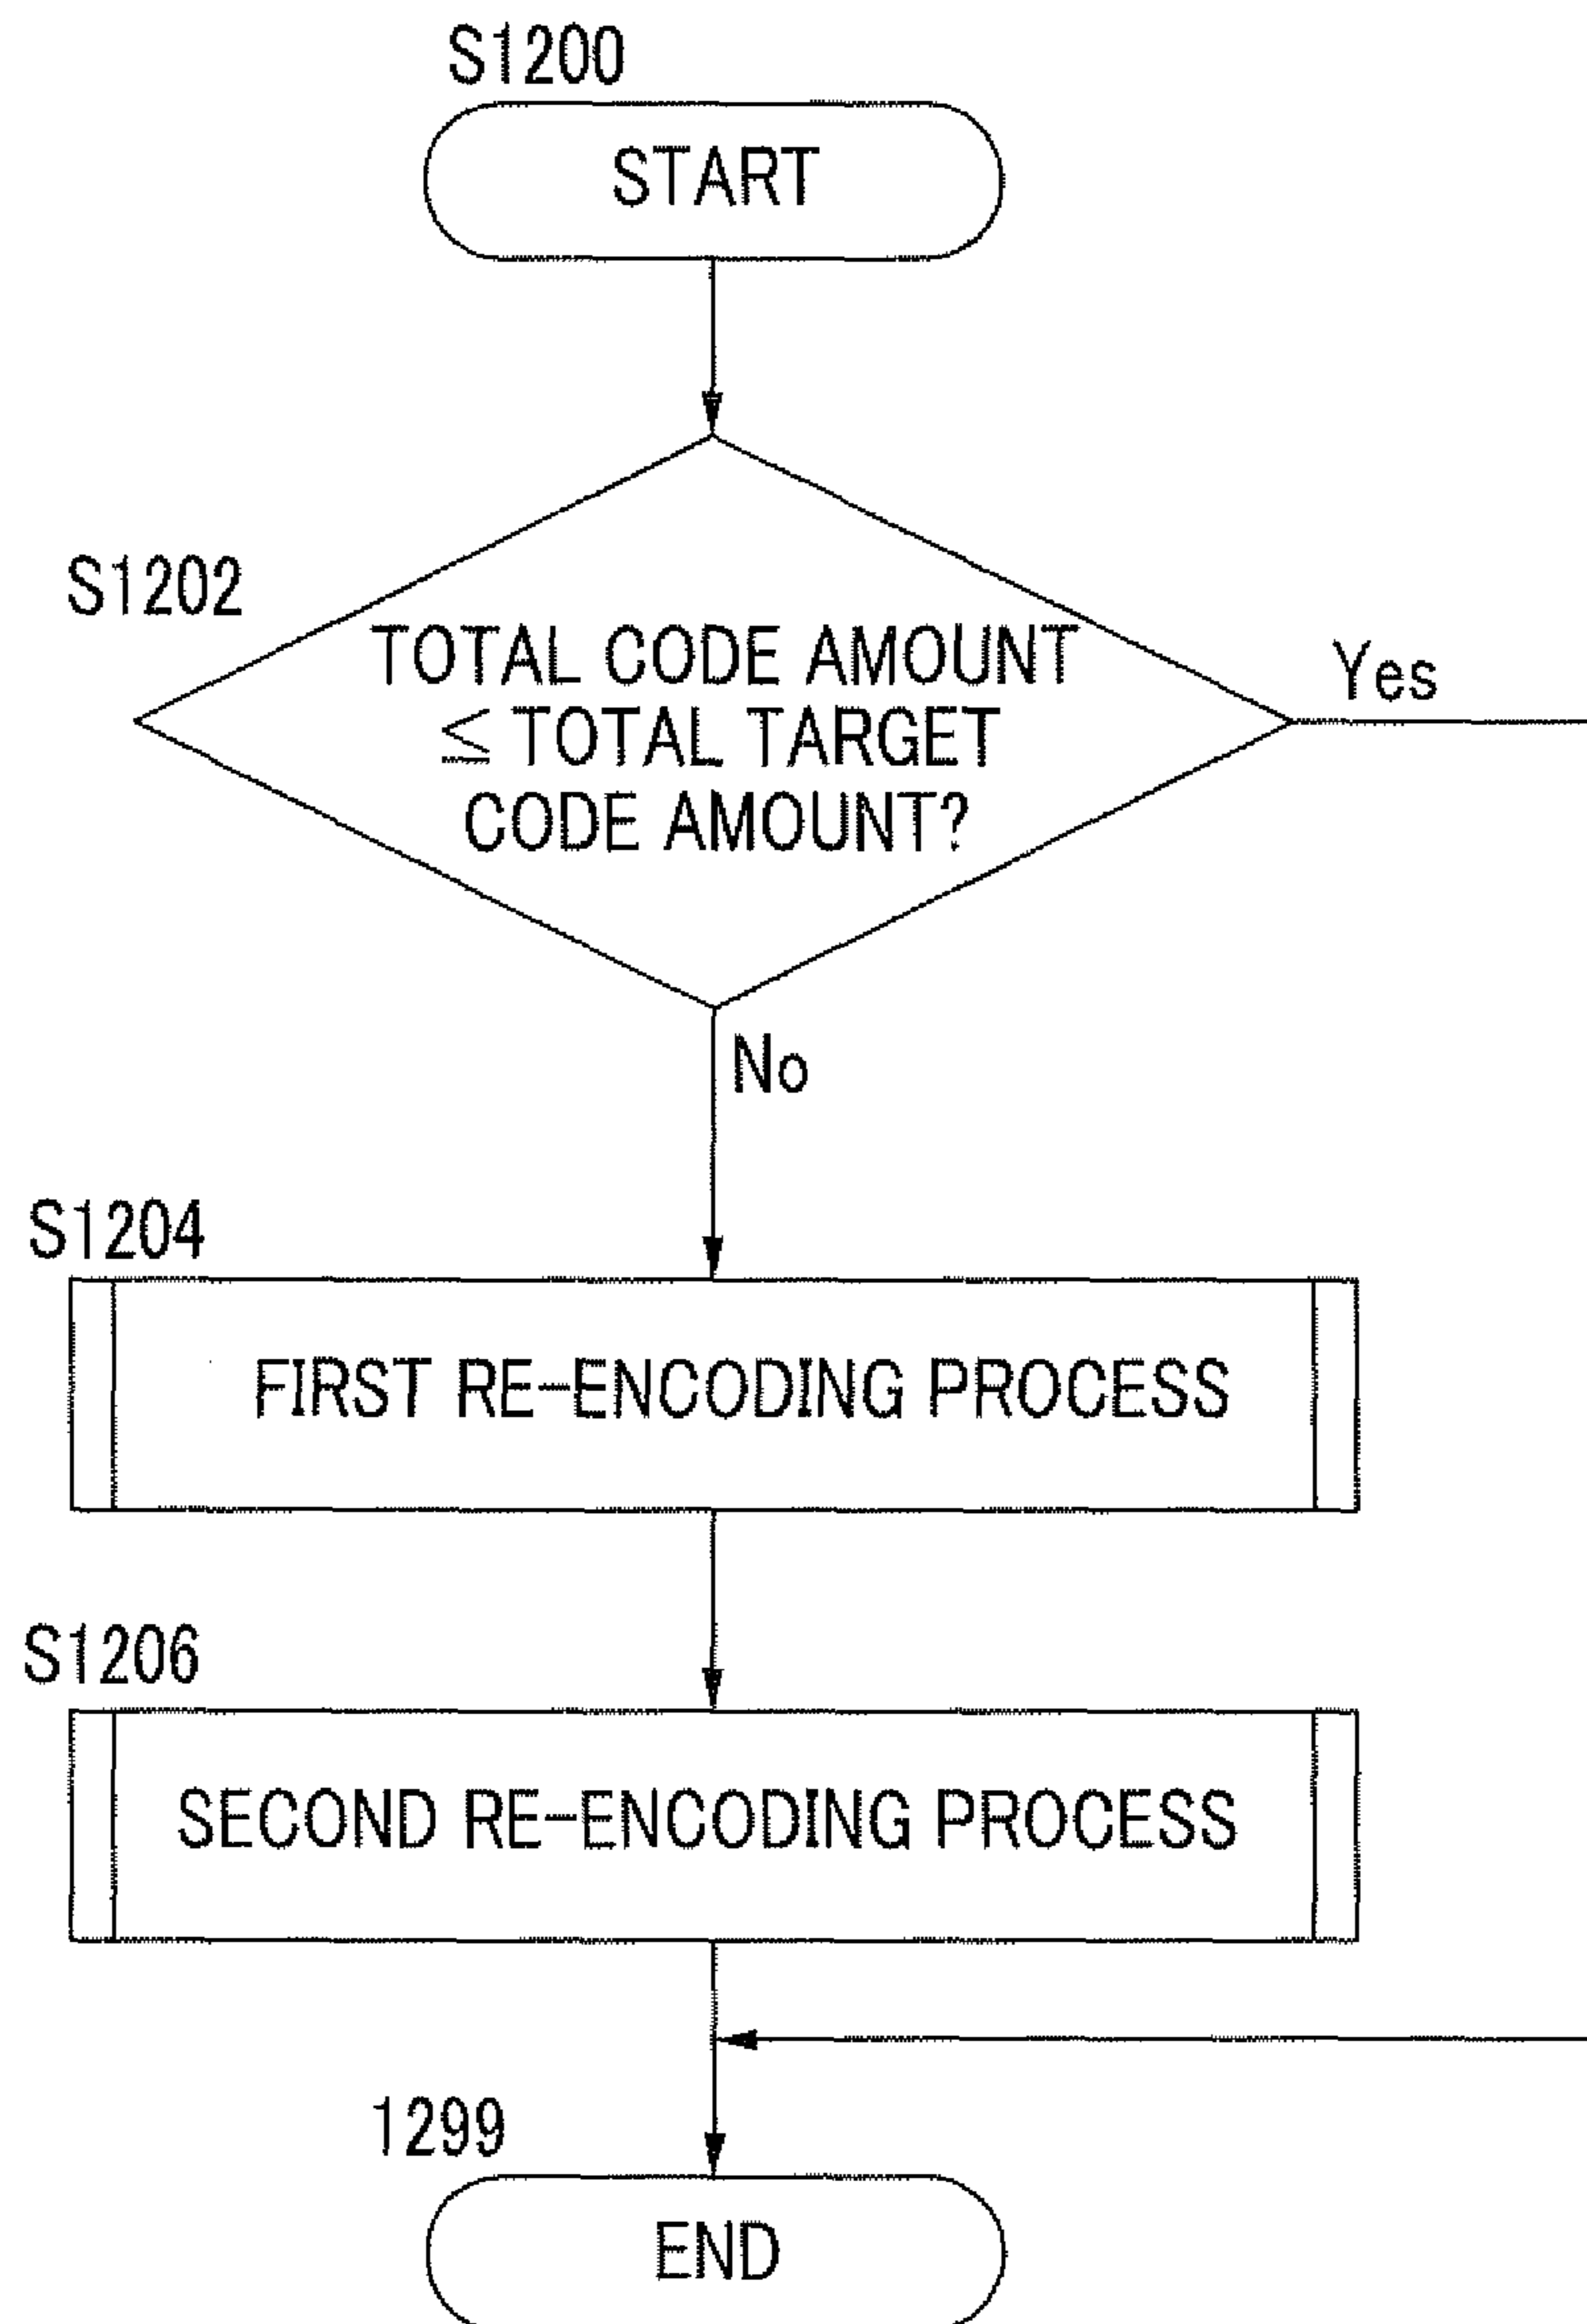 S1200
START
S1202
TOTAL CODE AMOUNT
≦ TOTAL TARGET
CODE AMOUNT?
Yes
No
S1204
FIRST RE-ENCODING PROCESS
S1206
SECOND RE-ENCODING PROCESS
1299
END